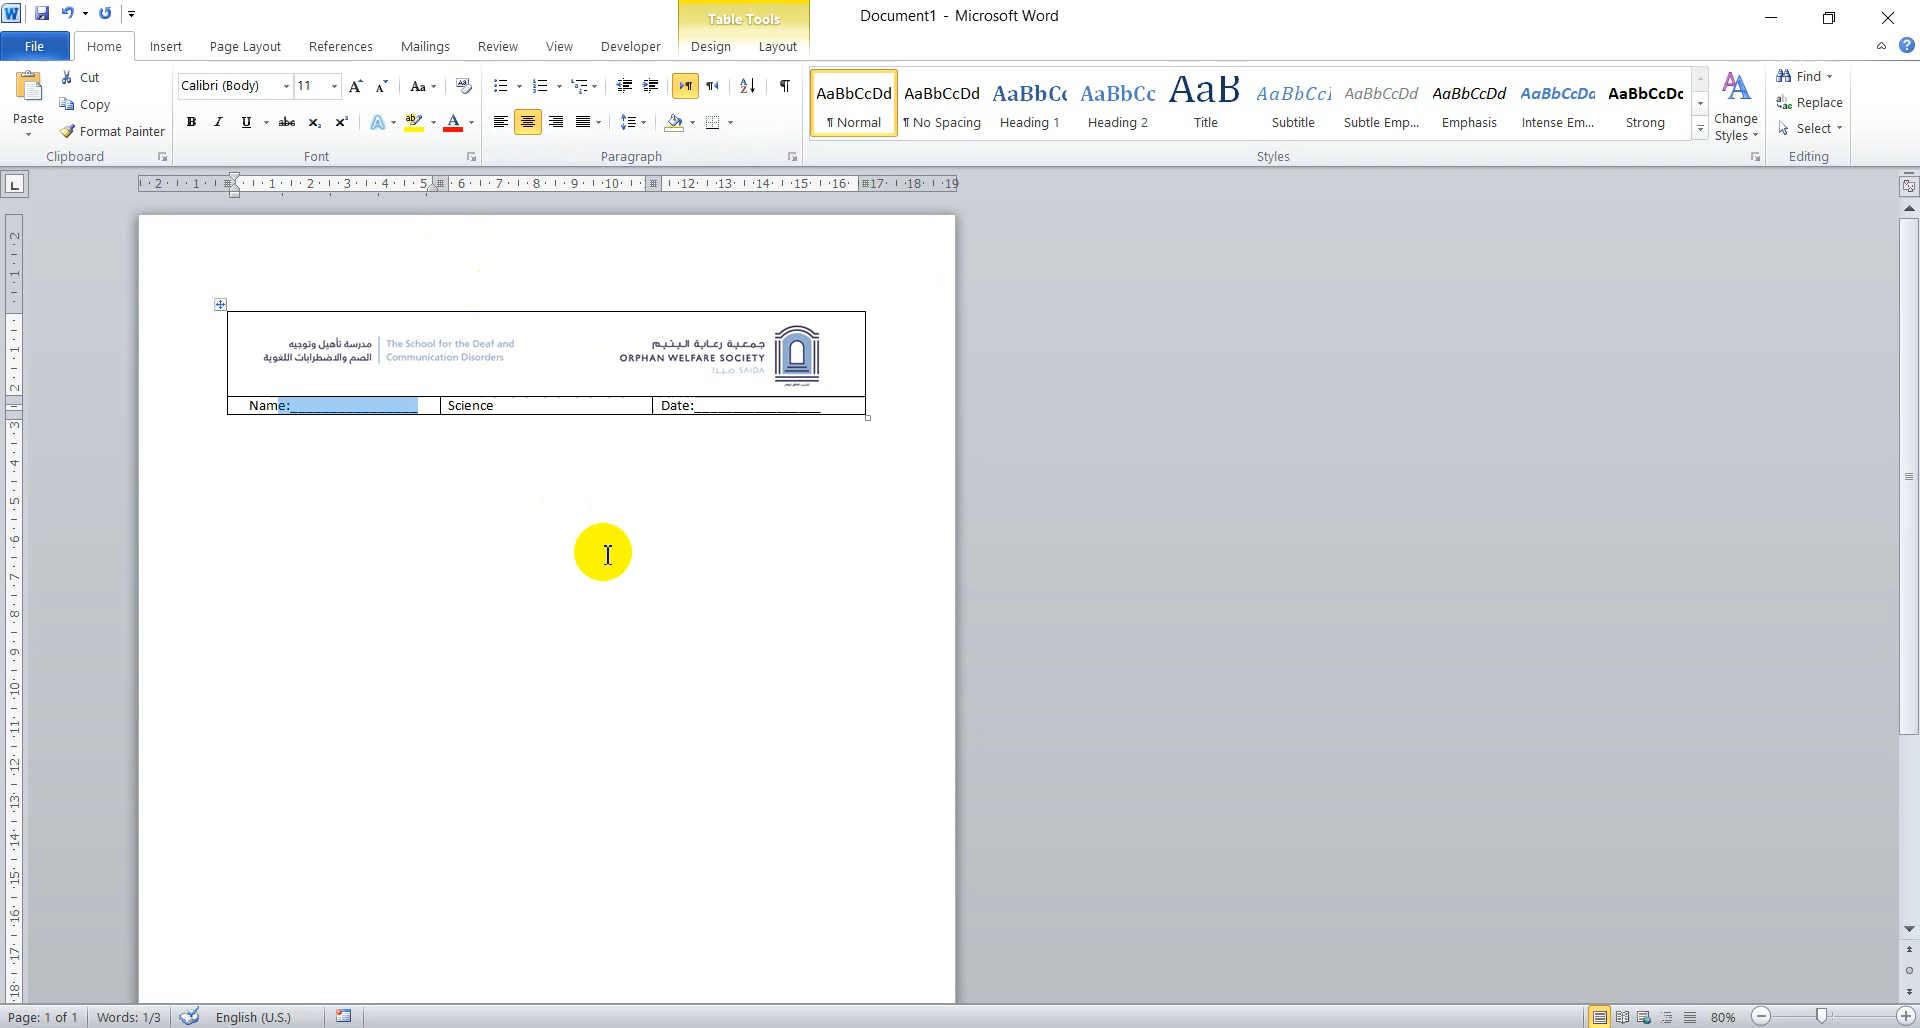 Table Tools
Document1 - Microsoft Word
File Home Insert Page Layout References Mailings Review View Developer Design Layout
Paste Cut
Copy
Format Painter
Clipboard
Calibri (Body) 11
Font
Paragraph
AaBbCcDd AaBbCcDd AaBbCc AaBbCc AaB AaBbCcI AaBbCcDd AaBbCcDd AaBbCcDc AaBbCcDc
¶ Normal ¶ No Spacing Heading 1 Heading 2 Title Subtitle Subtle Emp... Emphasis Intense Em... Strong
Styles
Change Styles
Find
Replace
Select
Editing
مدرسة تأهيل وتوجيه
الصم والاضطرابات اللغوية
The School for the Deaf and
Communication Disorders
جمعية رعاية اليتيم
ORPHAN WELFARE SOCIETY
صيدا SAIDA
Name:________________ Science Date:________________
Page: 1 of 1 Words: 1/3 English (U.S.) 80%